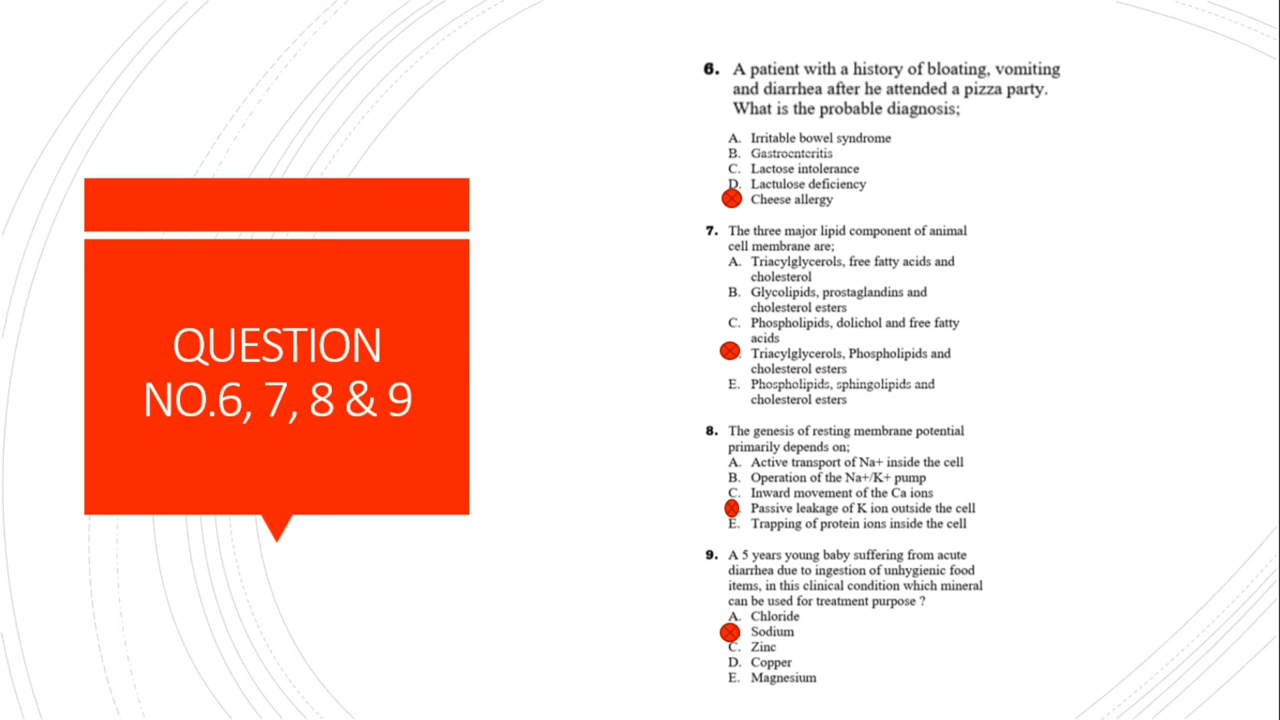 QUESTION
NO.6, 7, 8 & 9
6. A patient with a history of bloating, vomiting
and diarrhea after he attended a pizza party.
What is the probable diagnosis;
A. Irritable bowel syndrome
B. Gastroenteritis
C. Lactose intolerance
D. Lactulose deficiency
Cheese allergy
7. The three major lipid component of animal
cell membrane are;
A. Triacylglycerols, free fatty acids and
cholesterol
B. Glycolipids, prostaglandins and
cholesterol esters
C. Phospholipids, dolichol and free fatty
acids
Triacylglycerols, Phospholipids and
cholesterol esters
E. Phospholipids, sphingolipids and
cholesterol esters
8. The genesis of resting membrane potential
primarily depends on;
A. Active transport of Na+ inside the cell
B. Operation of the Na+/K+ pump
C. Inward movement of the Ca ions
Passive leakage of K ion outside the cell
E. Trapping of protein ions inside the cell
9. A 5 years young baby suffering from acute
diarrhea due to ingestion of unhygienic food
items, in this clinical condition which mineral
can be used for treatment purpose ?
A. Chloride
Sodium
C. Zinc
D. Copper
E. Magnesium